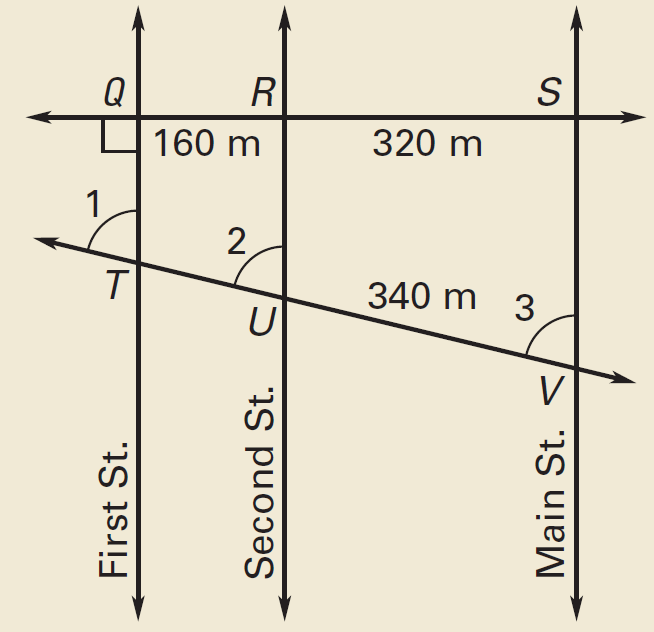 Q
R
S
160 m
320 m
1
2
T
U
340 m
3
V
First St.
Second St.
Main St.